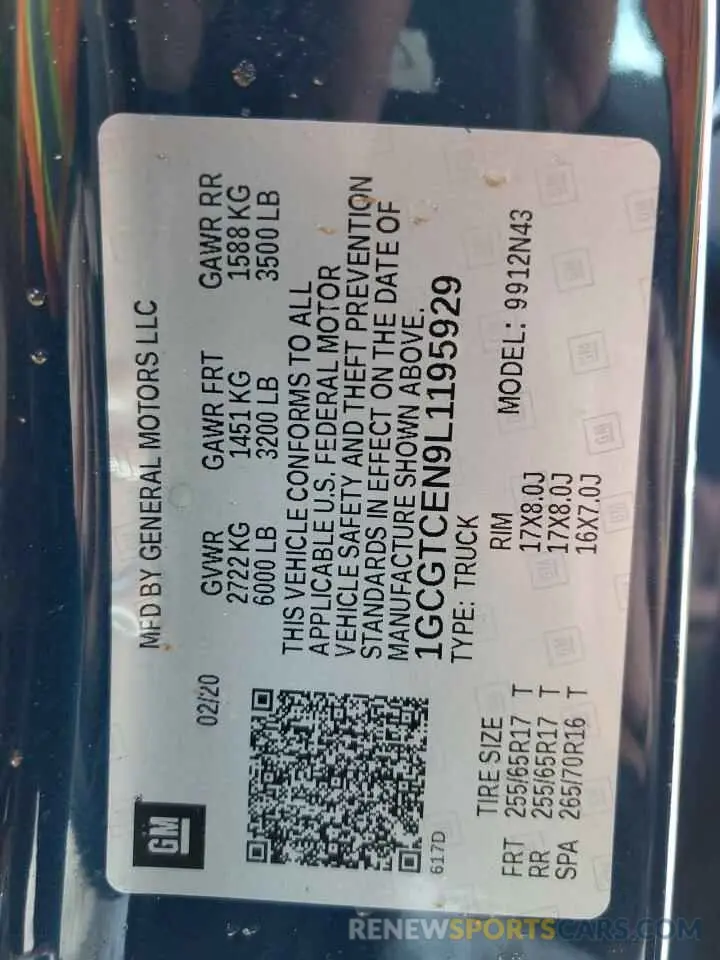 GM
MFD BY GENERAL MOTORS LLC
02/20
GVWR GAWR FRT GAWR RR
2722 KG 1451 KG 1588 KG
6000 LB 3200 LB 3500 LB
THIS VEHICLE CONFORMS TO ALL
APPLICABLE U.S. FEDERAL MOTOR
VEHICLE SAFETY AND THEFT PREVENTION
STANDARDS IN EFFECT ON THE DATE OF
MANUFACTURE SHOWN ABOVE.
1GCGTCEN9L1195929
617D
TYPE: TRUCK
TIRE SIZE RIM MODEL: 9912N43
FRT 255/65R17 T 17X8.0J
RR 255/65R17 T 17X8.0J
SPA 265/70R16 T 16X7.0J
RENEWSPORTSCARS.COM